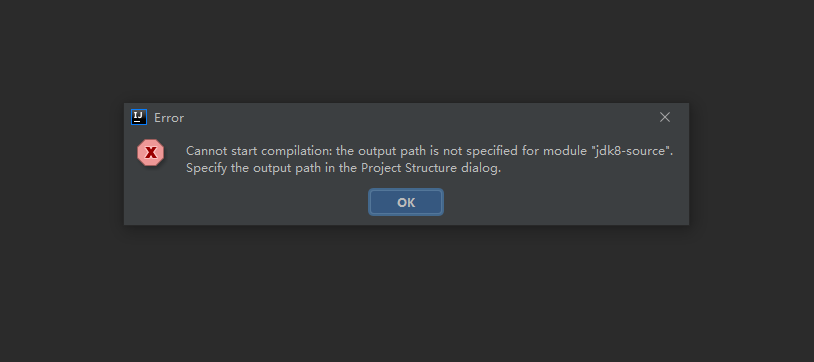 IJ
Error
Cannot start compilation: the output path is not specified for module "jdk8-source".
Specify the output path in the Project Structure dialog.
OK